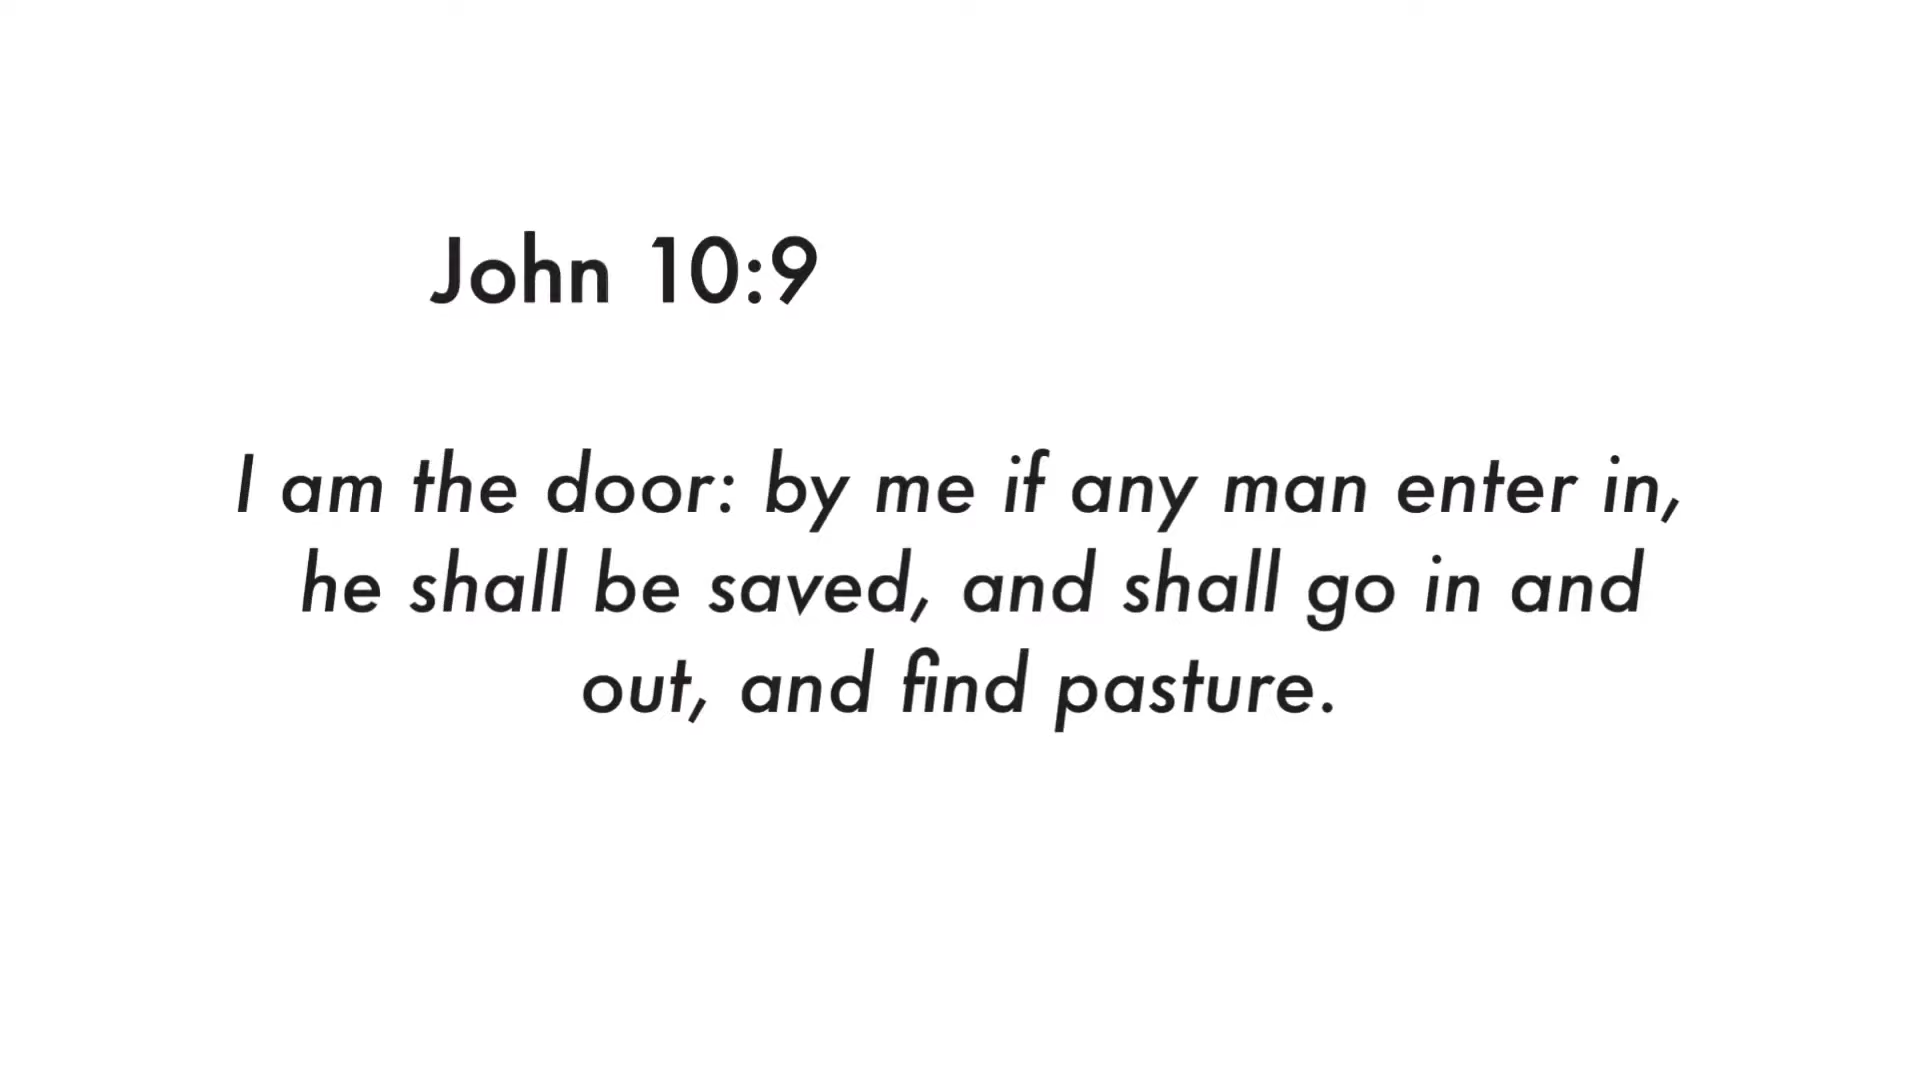 John 10:9
I am the door: by me if any man enter in,
he shall be saved, and shall go in and
out, and find pasture.